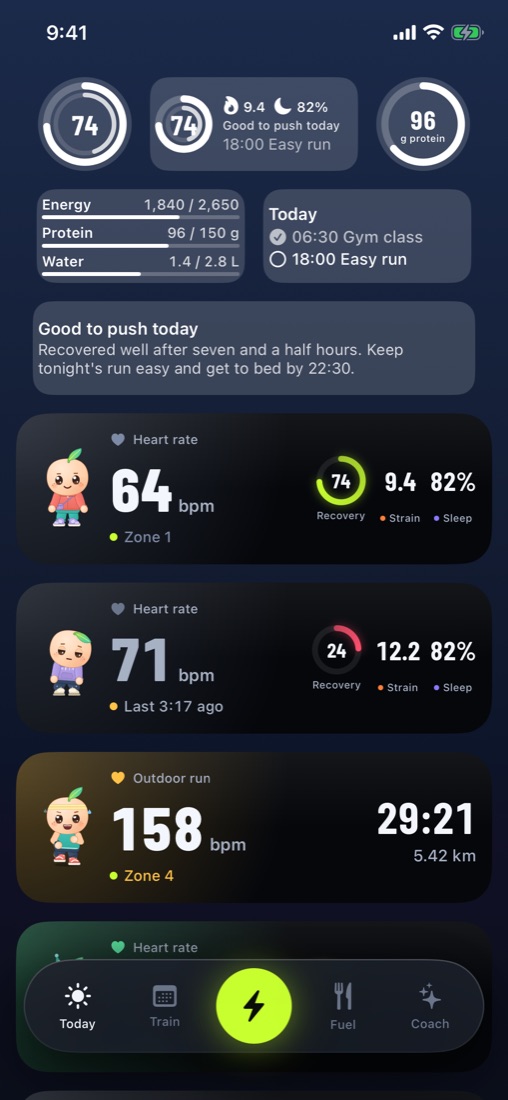 9:41
74
74
9.4 82%
Good to push today
18:00 Easy run
96
g protein
Energy 1,840 / 2,650
Protein 96 / 150 g
Water 1.4 / 2.8 L
Today
06:30 Gym class
18:00 Easy run
Good to push today
Recovered well after seven and a half hours. Keep
tonight's run easy and get to bed by 22:30.
Heart rate
64 bpm
Zone 1
74 9.4 82%
Recovery Strain Sleep
Heart rate
71 bpm
Last 3:17 ago
24 12.2 82%
Recovery Strain Sleep
Outdoor run
158 bpm
Zone 4
29:21
5.42 km
Heart rate
Today Train Fuel Coach